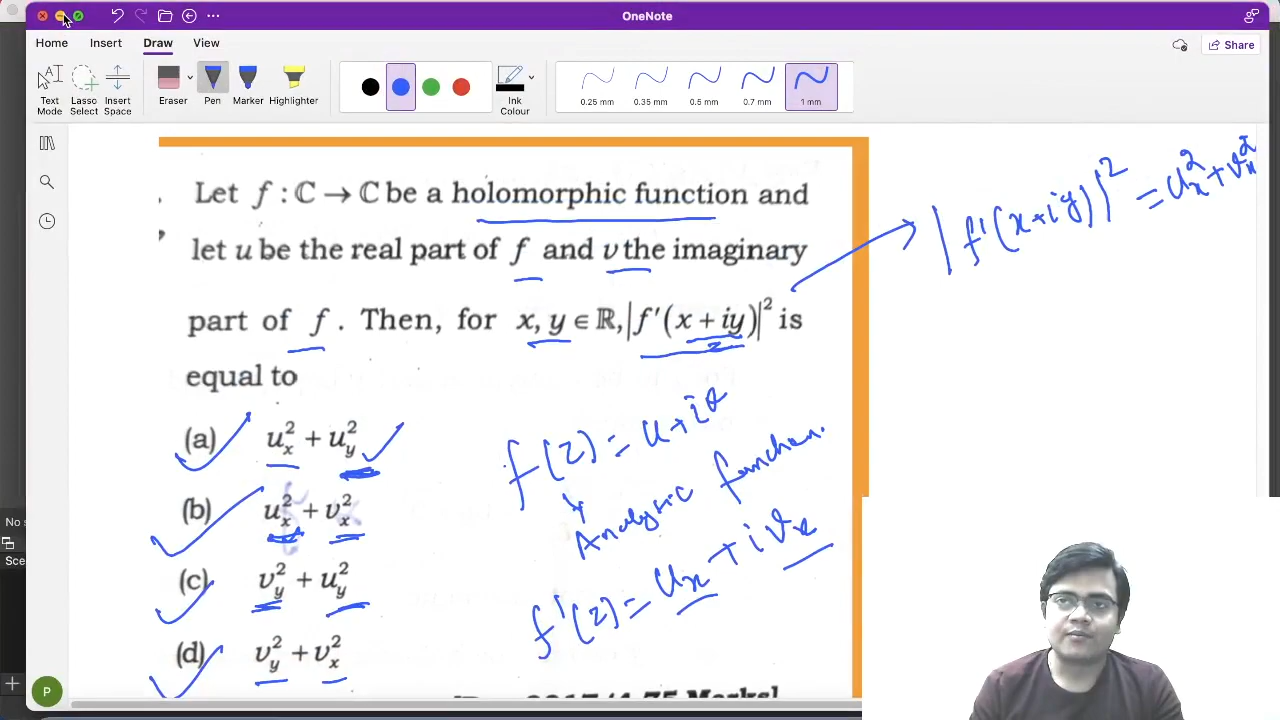 OneNote
Home Insert Draw View
Share
Text Mode
Lasso Select
Insert Space
Eraser
Pen
Marker
Highlighter
Ink Colour
0.25 mm
0.35 mm
0.5 mm
0.7 mm
1 mm
Let f : ℂ → ℂ be a holomorphic function and
let u be the real part of f and v the imaginary
part of f . Then, for x, y ∈ ℝ, |f'(x + iy)|² is
equal to
(a) u_x² + u_y²
(b) u_x² + v_x²
(c) v_y² + u_y²
(d) v_y² + v_x²
|f'(x+iy)|² = u_x² + v_x²
z
f(z) = u + iv
Analytic function.
f'(z) = u_x + i v_x
No s
Sce
P